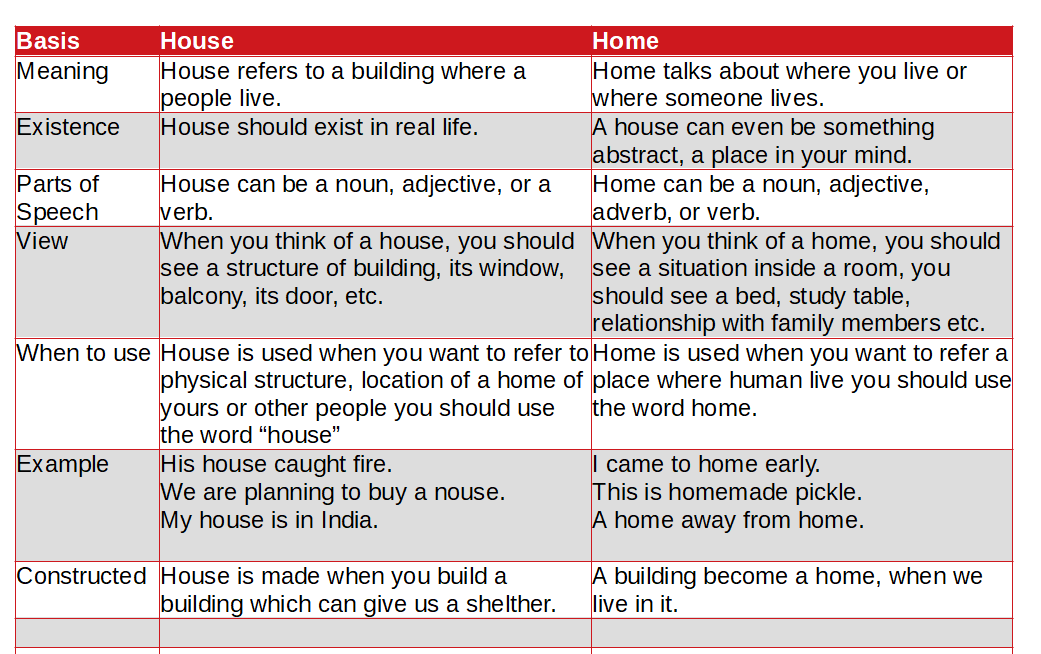 Basis House Home
Meaning House refers to a building where a Home talks about where you live or
people live. where someone lives.
Existence House should exist in real life. A house can even be something
abstract, a place in your mind.
Parts of House can be a noun, adjective, or a Home can be a noun, adjective,
Speech verb. adverb, or verb.
View When you think of a house, you should When you think of a home, you should
see a structure of building, its window, see a situation inside a room, you
balcony, its door, etc. should see a bed, study table,
relationship with family members etc.
When to use House is used when you want to refer to Home is used when you want to refer a
physical structure, location of a home of place where human live you should use
yours or other people you should use the word home.
the word “house”
Example His house caught fire. I came to home early.
We are planning to buy a nouse. This is homemade pickle.
My house is in India. A home away from home.
Constructed House is made when you build a A building become a home, when we
building which can give us a shelther. live in it.